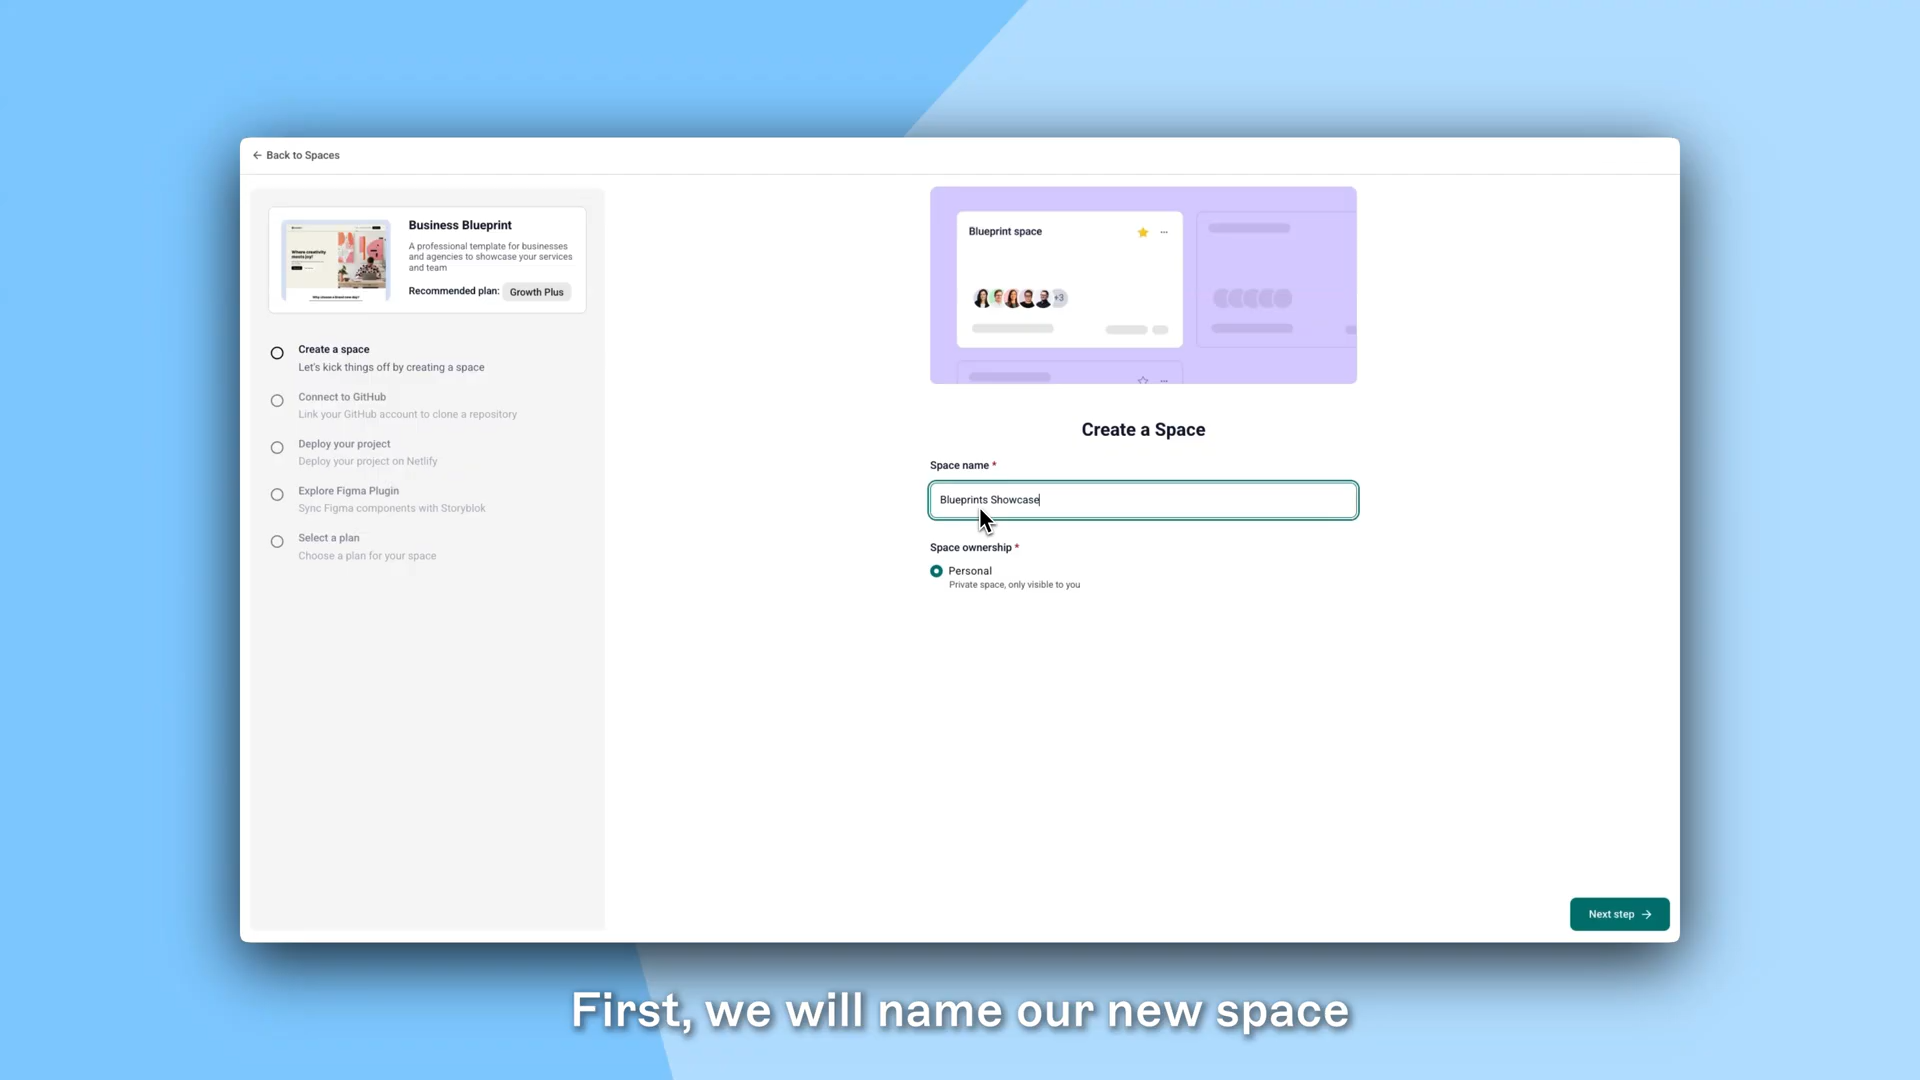 Back to Spaces
Business Blueprint
A professional template for businesses
and agencies to showcase your services
and team
Recommended plan: Growth Plus
Where creativity
meets joy!
Create a space
Let's kick things off by creating a space
Connect to GitHub
Link your GitHub account to clone a repository
Deploy your project
Deploy your project on Netlify
Explore Figma Plugin
Sync Figma components with Storyblok
Select a plan
Choose a plan for your space
Blueprint space
+3
Create a Space
Space name *
Blueprints Showcase
Space ownership *
Personal
Private space, only visible to you
Next step
First, we will name our new space